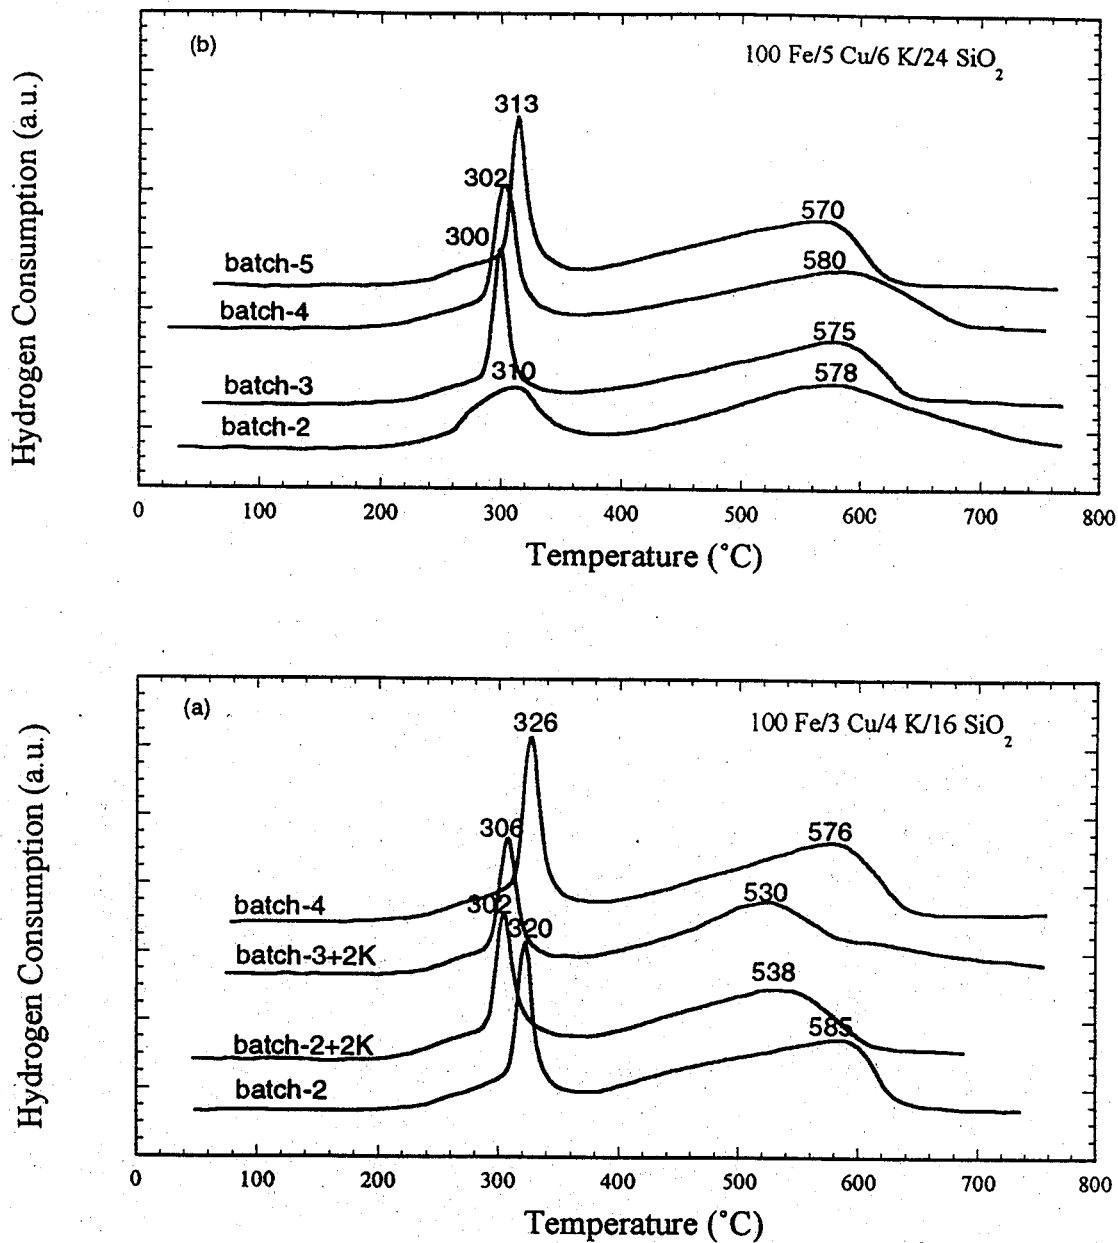 (b)
100 Fe/5 Cu/6 K/24 SiO2
Hydrogen Consumption (a.u.)
313
302
300
570
batch-5
580
batch-4
575
310
578
batch-3
batch-2
0 100 200 300 400 500 600 700 800
Temperature (°C)
(a)
100 Fe/3 Cu/4 K/16 SiO2
Hydrogen Consumption (a.u.)
326
306
576
batch-4
302
530
320
batch-3+2K
538
batch-2+2K
585
batch-2
0 100 200 300 400 500 600 700 800
Temperature (°C)